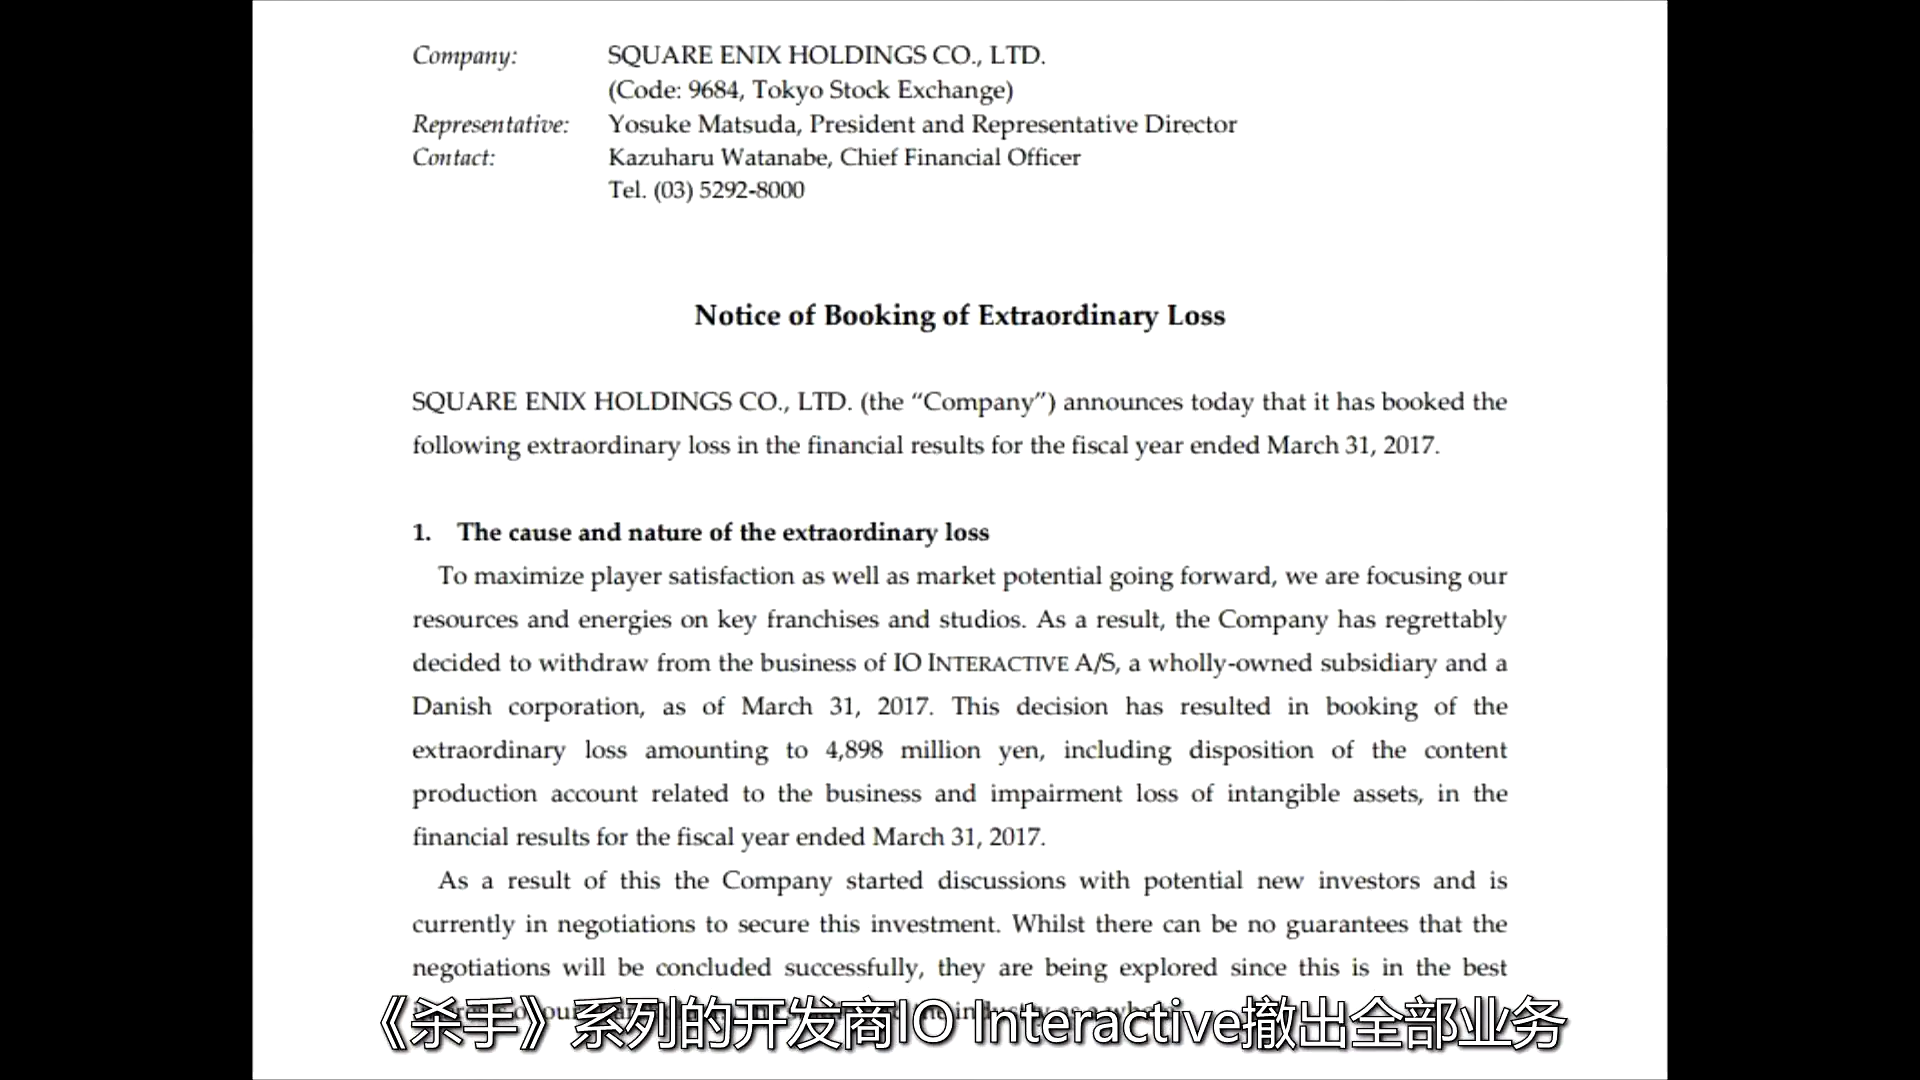 Company: SQUARE ENIX HOLDINGS CO., LTD.
(Code: 9684, Tokyo Stock Exchange)
Representative: Yosuke Matsuda, President and Representative Director
Contact: Kazuharu Watanabe, Chief Financial Officer
Tel. (03) 5292-8000
Notice of Booking of Extraordinary Loss
SQUARE ENIX HOLDINGS CO., LTD. (the “Company”) announces today that it has booked the
following extraordinary loss in the financial results for the fiscal year ended March 31, 2017.
1. The cause and nature of the extraordinary loss
To maximize player satisfaction as well as market potential going forward, we are focusing our
resources and energies on key franchises and studios. As a result, the Company has regrettably
decided to withdraw from the business of IO INTERACTIVE A/S, a wholly-owned subsidiary and a
Danish corporation, as of March 31, 2017. This decision has resulted in booking of the
extraordinary loss amounting to 4,898 million yen, including disposition of the content
production account related to the business and impairment loss of intangible assets, in the
financial results for the fiscal year ended March 31, 2017.
As a result of this the Company started discussions with potential new investors and is
currently in negotiations to secure this investment. Whilst there can be no guarantees that the
negotiations will be concluded successfully, they are being explored since this is in the best
《杀手》系列的开发商IO Interactive撤出全部业务